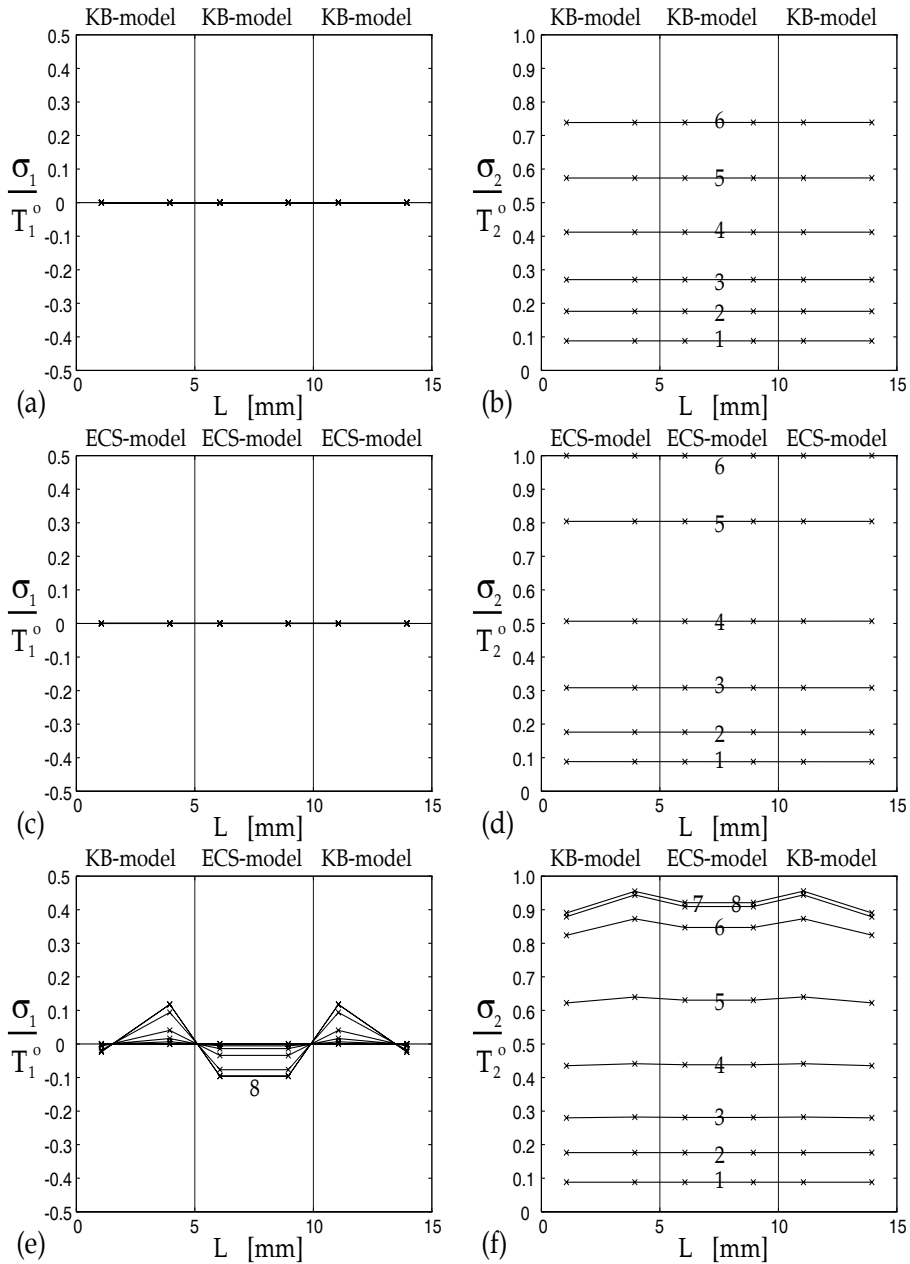 KB-model KB-model KB-model
0.5
0.4
0.3
0.2
0.1
0
-0.1
-0.2
-0.3
-0.4
-0.5
σ1
T1o
0 5 10 15
L [mm]
(a)
KB-model KB-model KB-model
1.0
0.9
0.8
0.7
0.6
0.5
0.4
0.3
0.2
0.1
0
σ2
T2o
6
5
4
3
2
1
0 5 10 15
L [mm]
(b)
ECS-model ECS-model ECS-model
0.5
0.4
0.3
0.2
0.1
0
-0.1
-0.2
-0.3
-0.4
-0.5
σ1
T1o
0 5 10 15
L [mm]
(c)
ECS-model ECS-model ECS-model
1.0
0.9
0.8
0.7
0.6
0.5
0.4
0.3
0.2
0.1
0
σ2
T2o
6
5
4
3
2
1
0 5 10 15
L [mm]
(d)
KB-model ECS-model KB-model
0.5
0.4
0.3
0.2
0.1
0
-0.1
-0.2
-0.3
-0.4
-0.5
σ1
T1o
8
0 5 10 15
L [mm]
(e)
KB-model ECS-model KB-model
1.0
0.9
0.8
0.7
0.6
0.5
0.4
0.3
0.2
0.1
0
σ2
T2o
7 8
6
5
4
3
2
1
0 5 10 15
L [mm]
(f)